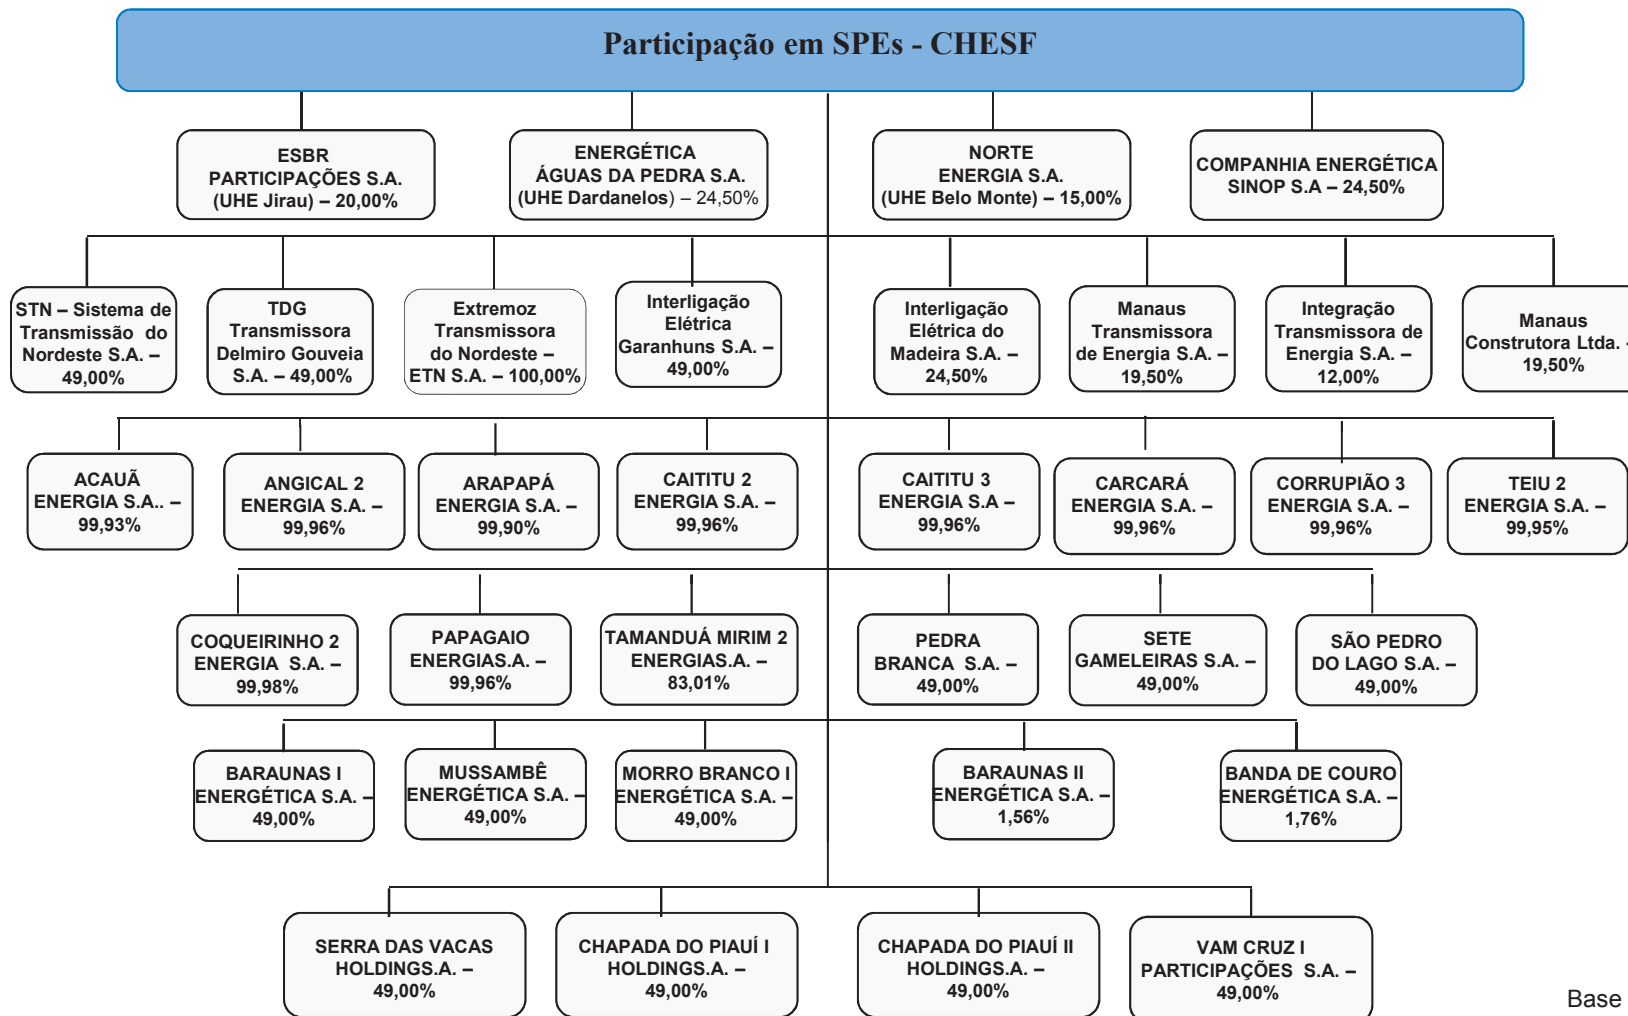 Participação em SPEs - CHESF
ESBR
PARTICIPAÇÕES S.A.
(UHE Jirau) – 20,00%
ENERGÉTICA
ÁGUAS DA PEDRA S.A.
(UHE Dardanelos) – 24,50%
NORTE
ENERGIA S.A.
(UHE Belo Monte) – 15,00%
COMPANHIA ENERGÉTICA
SINOP S.A – 24,50%
STN – Sistema de
Transmissão do
Nordeste S.A. –
49,00%
TDG
Transmissora
Delmiro Gouveia
S.A. – 49,00%
Extremoz
Transmissora
do Nordeste –
ETN S.A. – 100,00%
Interligação
Elétrica
Garanhuns S.A. –
49,00%
Interligação
Elétrica do
Madeira S.A. –
24,50%
Manaus
Transmissora
de Energia S.A. –
19,50%
Integração
Transmissora de
Energia S.A. –
12,00%
Manaus
Construtora Ltda. -
19,50%
ACAUÃ
ENERGIA S.A.. –
99,93%
ANGICAL 2
ENERGIA S.A. –
99,96%
ARAPAPÁ
ENERGIA S.A. –
99,90%
CAITITU 2
ENERGIA S.A. –
99,96%
CAITITU 3
ENERGIA S.A –
99,96%
CARCARÁ
ENERGIA S.A. –
99,96%
CORRUPIÃO 3
ENERGIA S.A. –
99,96%
TEIU 2
ENERGIA S.A. –
99,95%
COQUEIRINHO 2
ENERGIA S.A. –
99,98%
PAPAGAIO
ENERGIAS.A. –
99,96%
TAMANDUÁ MIRIM 2
ENERGIAS.A. –
83,01%
PEDRA
BRANCA S.A. –
49,00%
SETE
GAMELEIRAS S.A. –
49,00%
SÃO PEDRO
DO LAGO S.A. –
49,00%
BARAUNAS I
ENERGÉTICA S.A. –
49,00%
MUSSAMBÊ
ENERGÉTICA S.A. –
49,00%
MORRO BRANCO I
ENERGÉTICA S.A. –
49,00%
BARAUNAS II
ENERGÉTICA S.A. –
1,56%
BANDA DE COURO
ENERGÉTICA S.A. –
1,76%
SERRA DAS VACAS
HOLDINGS.A. –
49,00%
CHAPADA DO PIAUÍ I
HOLDINGS.A. –
49,00%
CHAPADA DO PIAUÍ II
HOLDINGS.A. –
49,00%
VAM CRUZ I
PARTICIPAÇÕES S.A. –
49,00%
Base